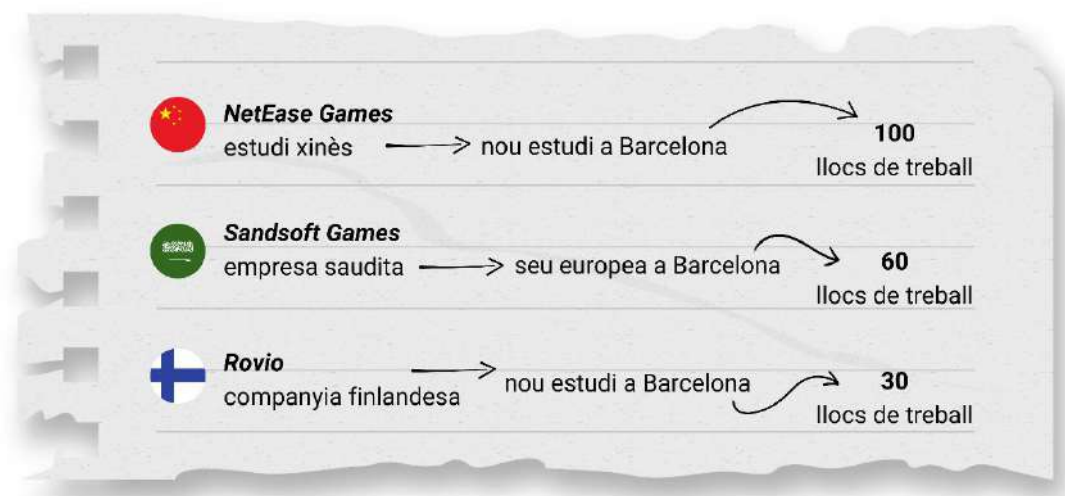 NetEase Games
estudi xinès
nou estudi a Barcelona
100
llocs de treball
Sandsoft Games
empresa saudita
seu europea a Barcelona
60
llocs de treball
Rovio
companyia finlandesa
nou estudi a Barcelona
30
llocs de treball